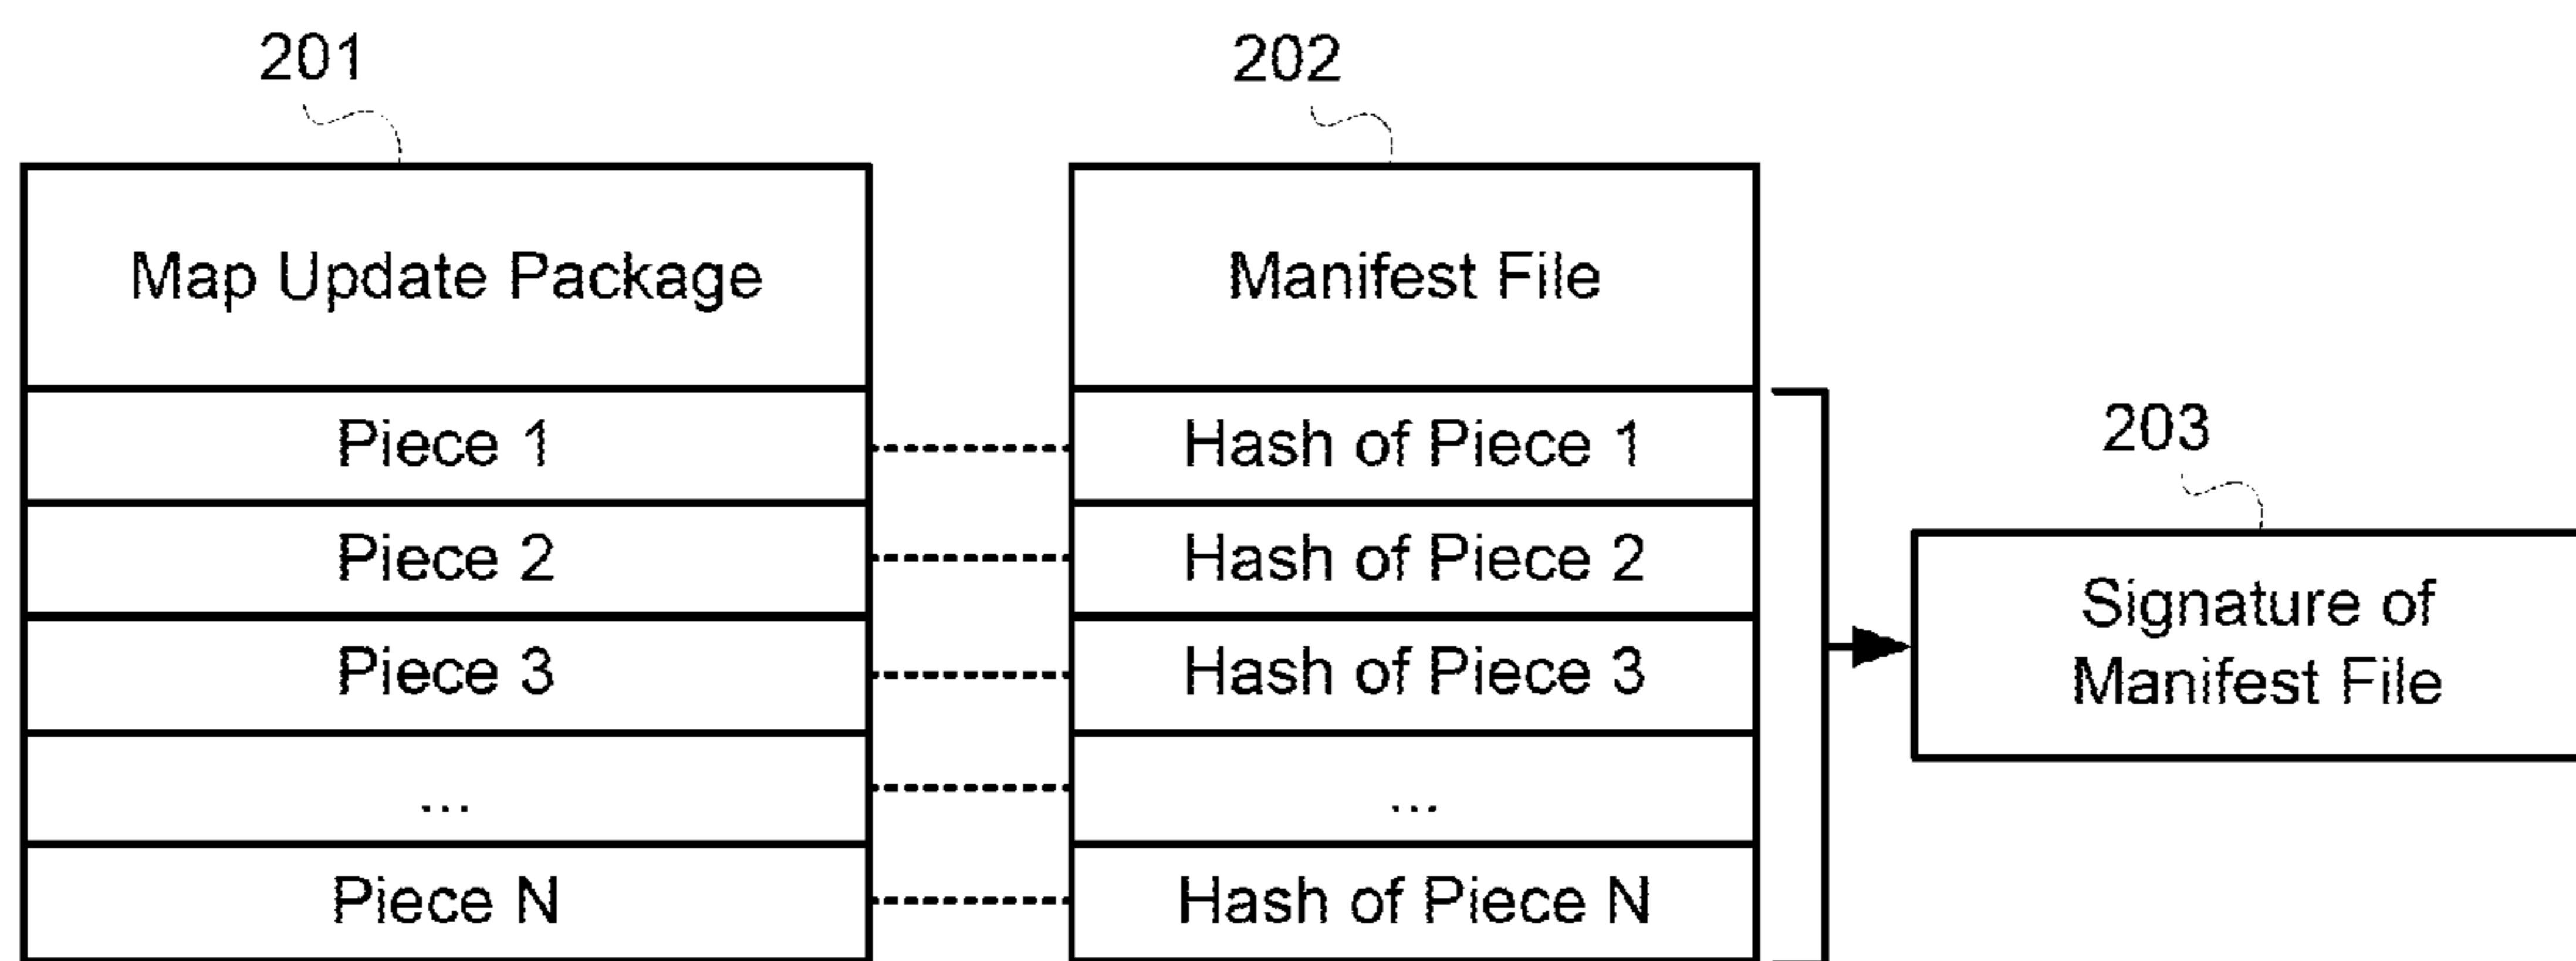 201
202
Map Update Package
Manifest File
Piece 1
Hash of Piece 1
Piece 2
Hash of Piece 2
Piece 3
Hash of Piece 3
...
...
Piece N
Hash of Piece N
203
Signature of
Manifest File